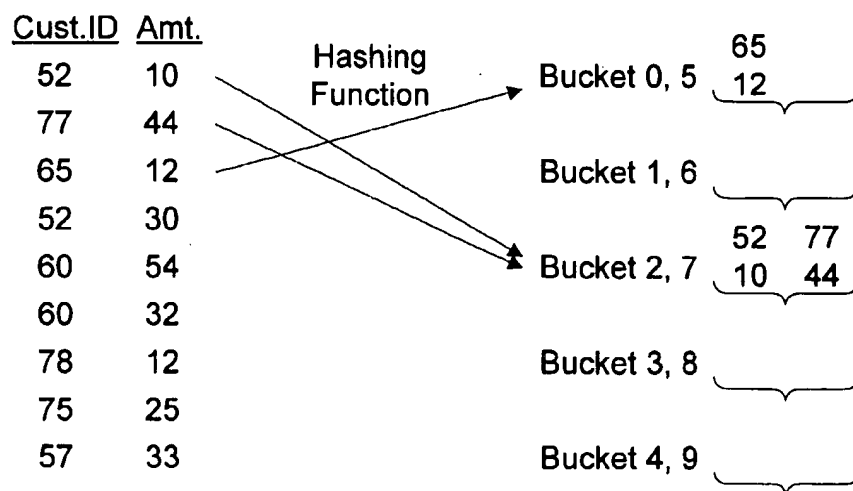 Cust.ID Amt.
52 10
77 44
65 12
52 30
60 54
60 32
78 12
75 25
57 33
Hashing
Function
Bucket 0, 5
65
12
Bucket 1, 6
Bucket 2, 7
52 77
10 44
Bucket 3, 8
Bucket 4, 9